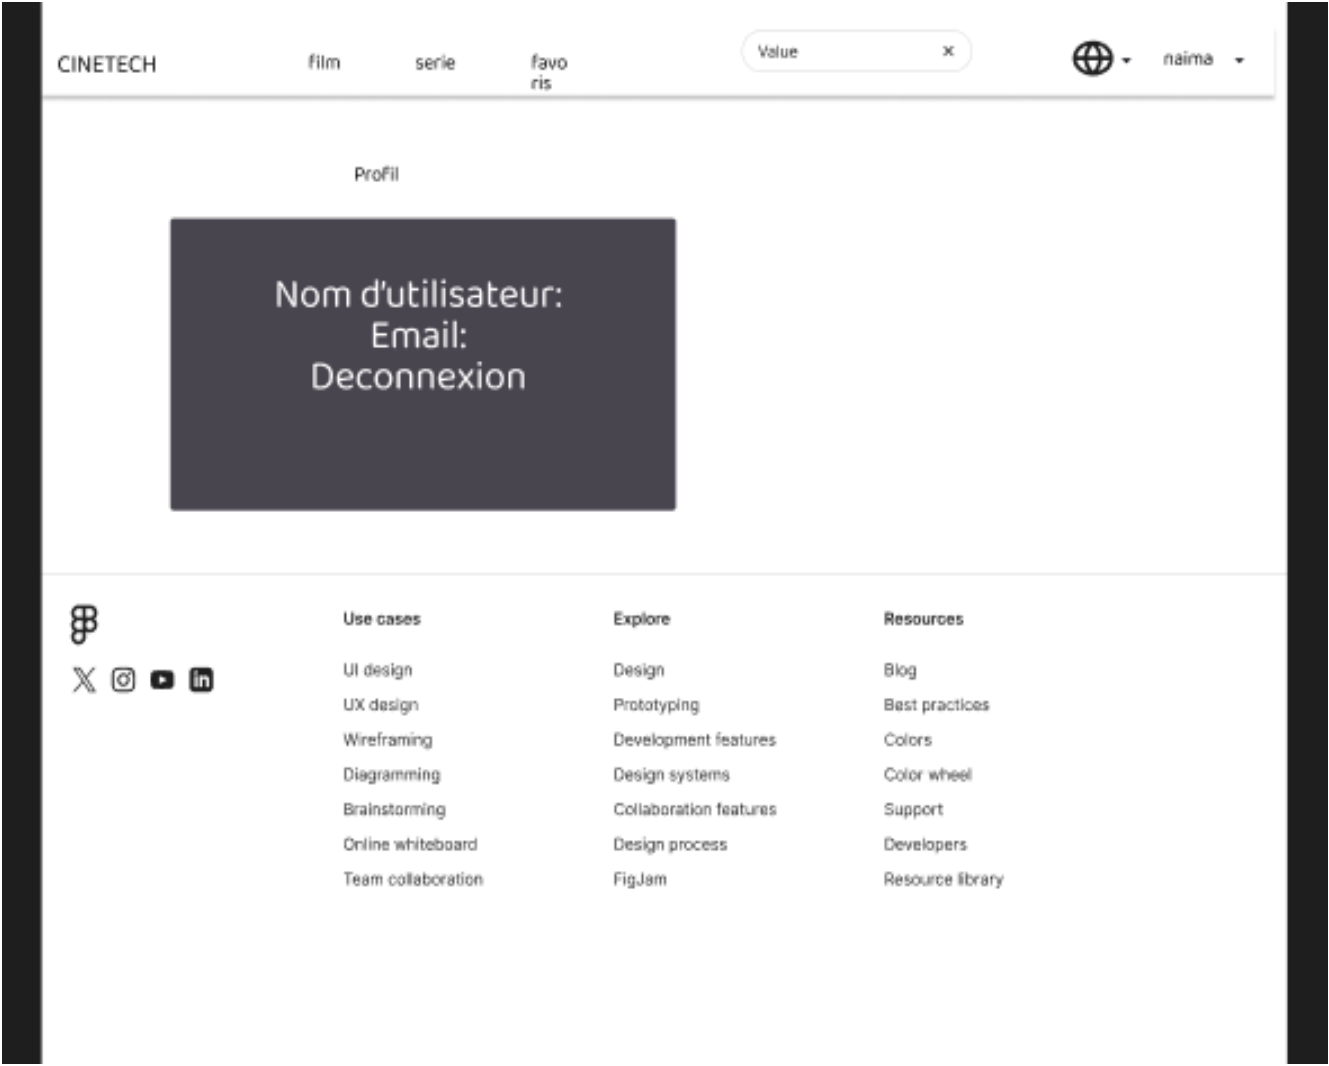 CINETECH
film
serie
favo
ris
Value
naima
Profil
Nom d'utilisateur:
Email:
Deconnexion
Use cases
UI design
UX design
Wireframing
Diagramming
Brainstorming
Online whiteboard
Team collaboration
Explore
Design
Prototyping
Development features
Design systems
Collaboration features
Design process
FigJam
Resources
Blog
Best practices
Colors
Color wheel
Support
Developers
Resource library